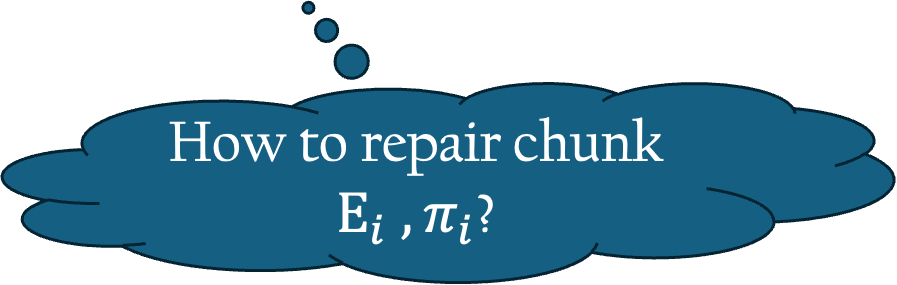 How to repair chunk
E𝑖 , π𝑖?